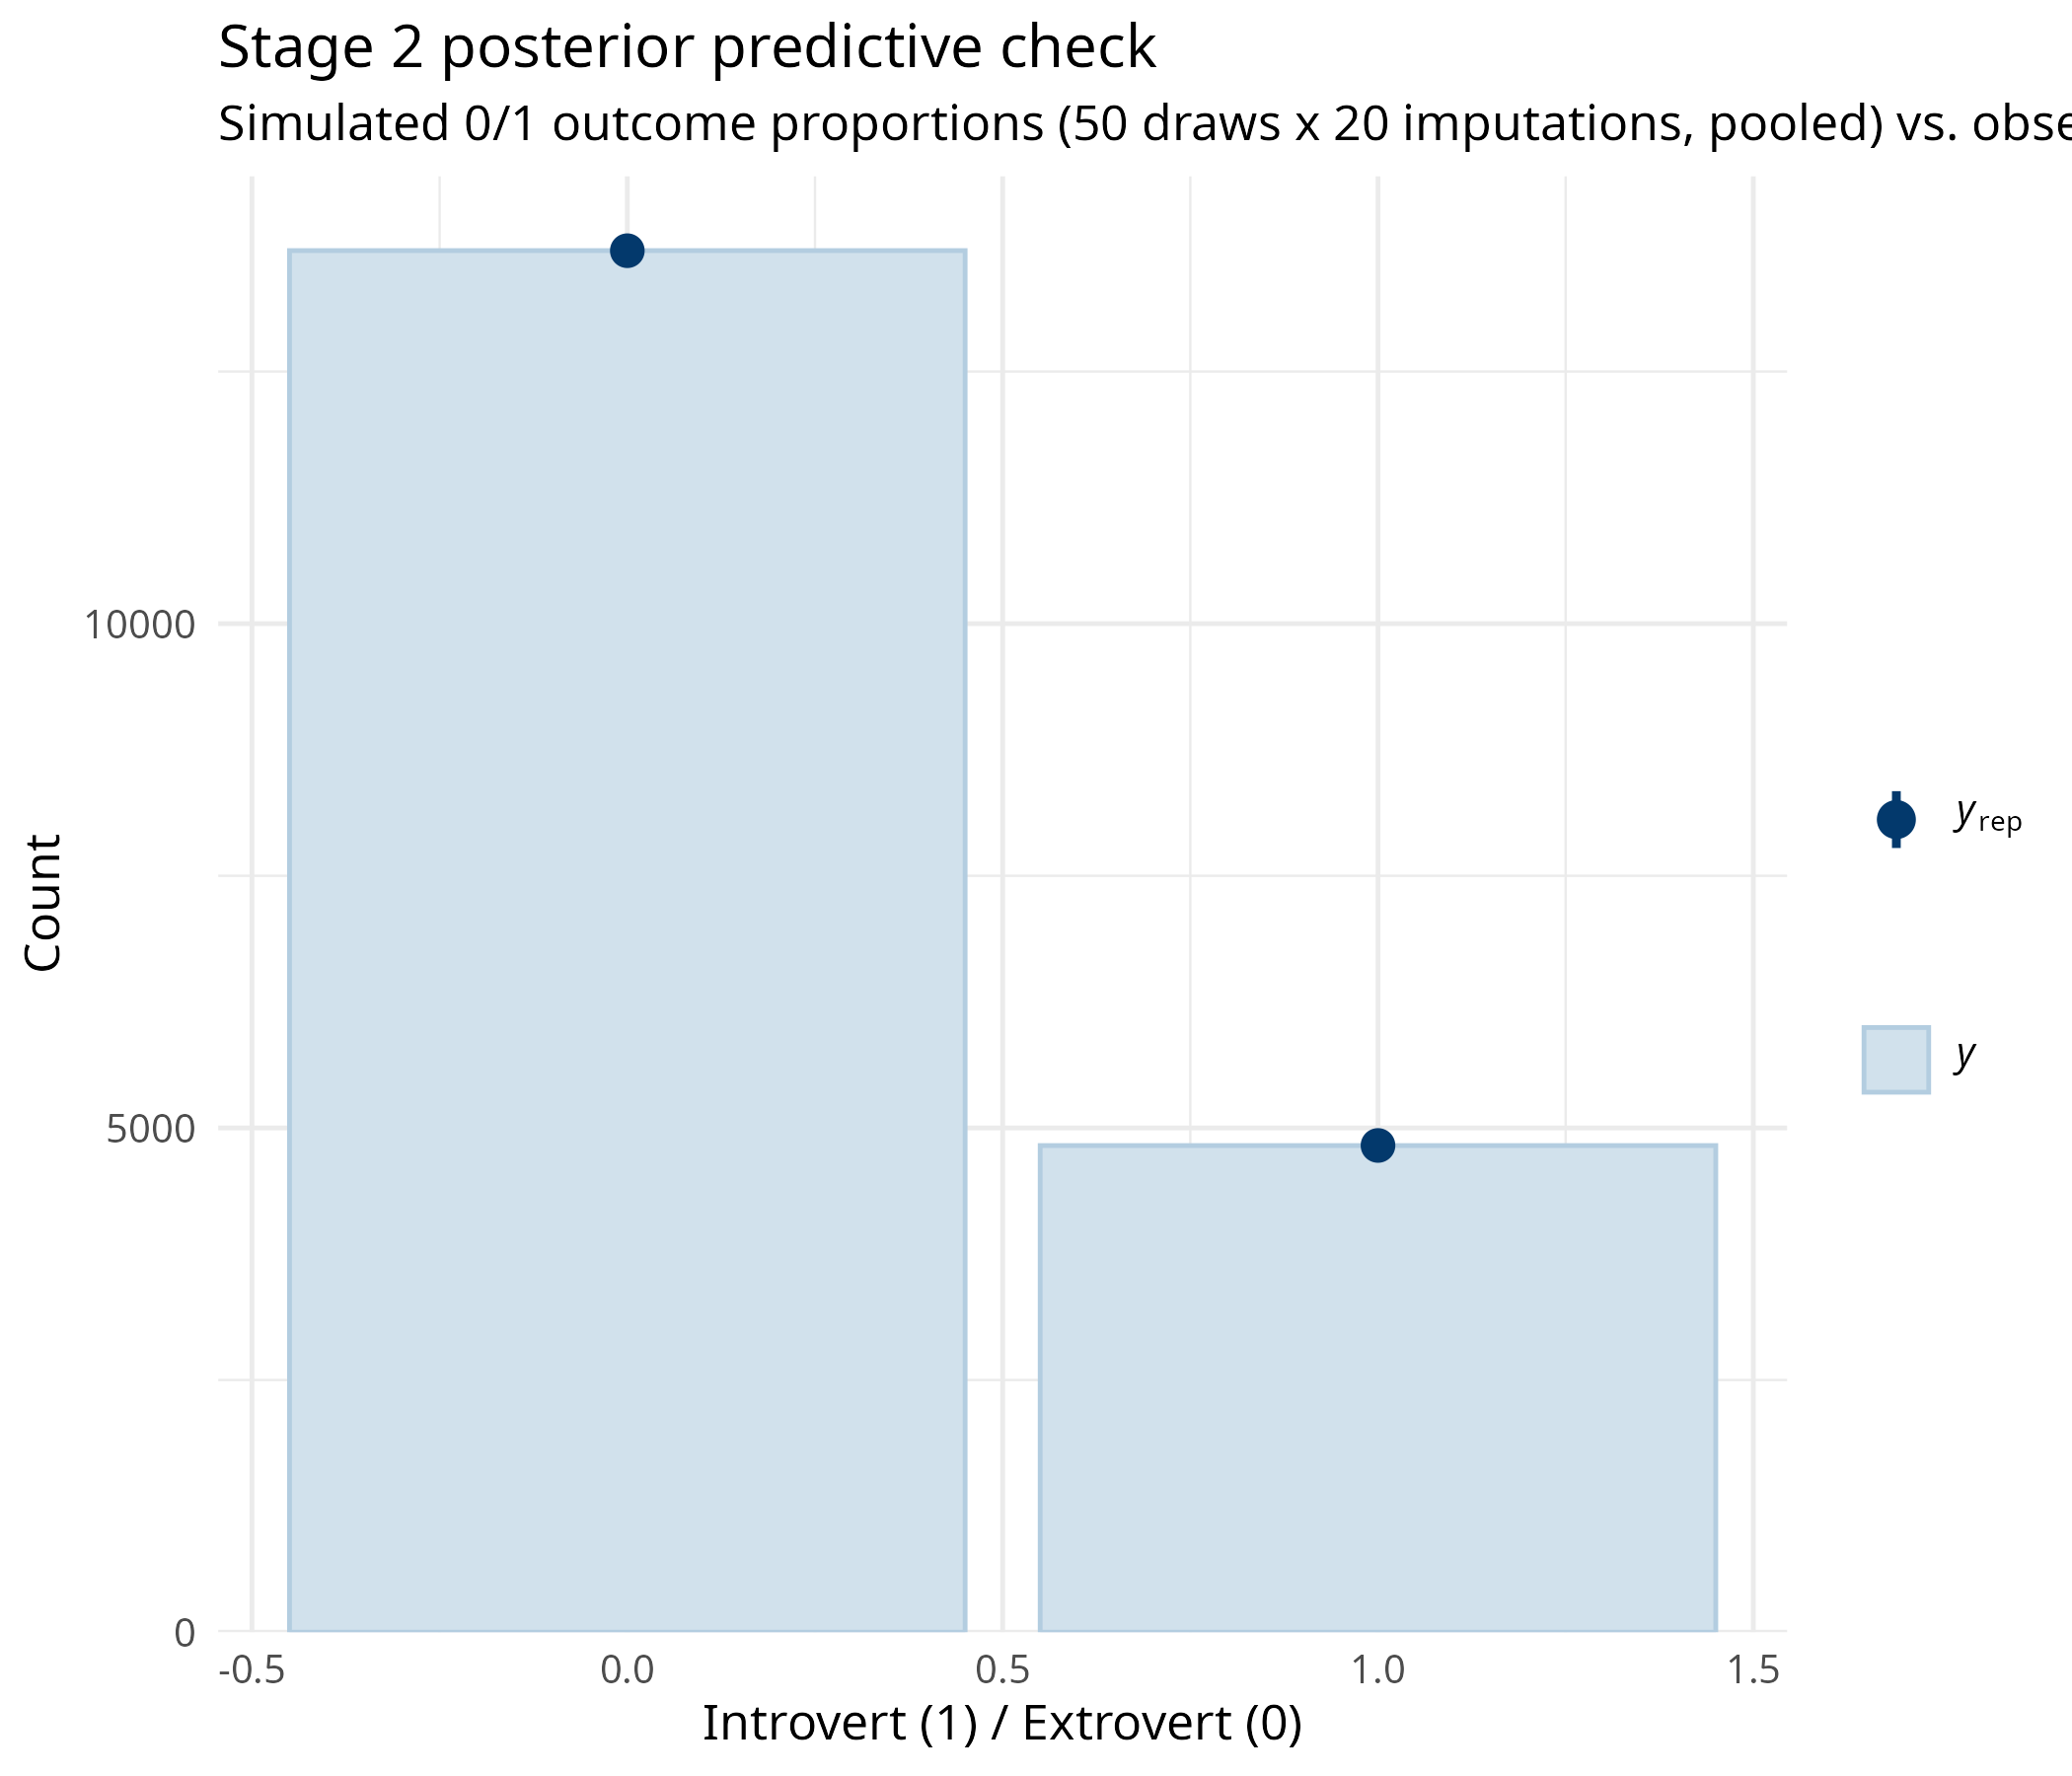 Stage 2 posterior predictive check
Simulated 0/1 outcome proportions (50 draws x 20 imputations, pooled) vs. obse
10000
5000
0
Count
-0.5 0.0 0.5 1.0 1.5
Introvert (1) / Extrovert (0)
yrep
y